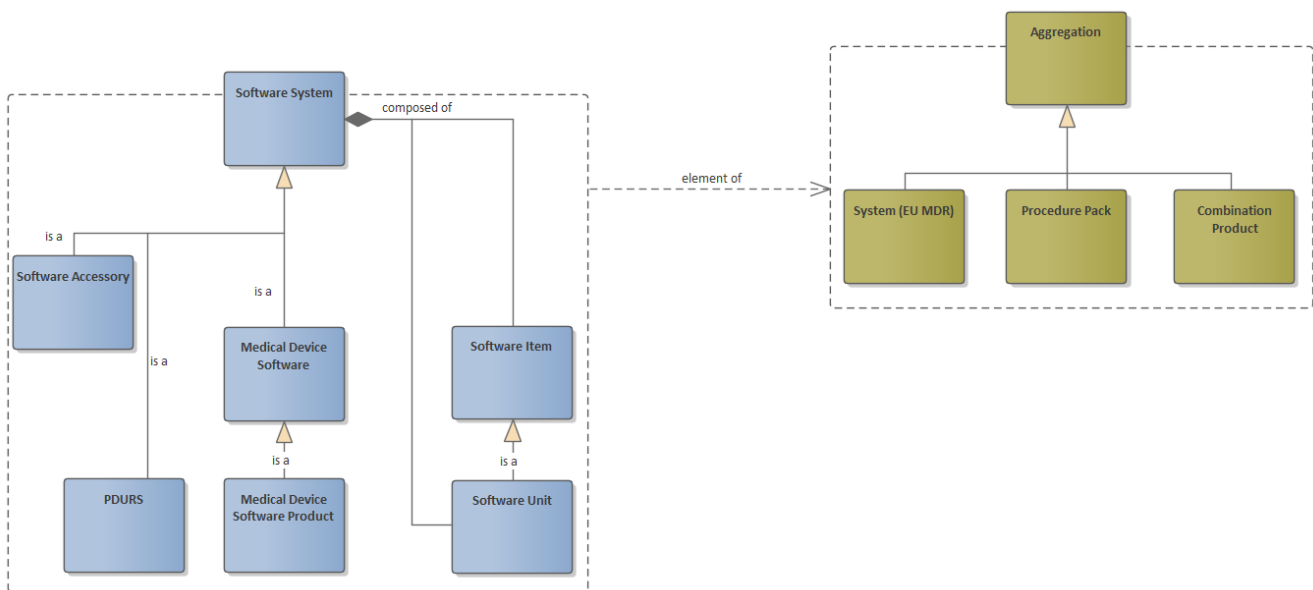 Aggregation
Software System
composed of
element of
System (EU MDR)
Procedure Pack
Combination
Product
is a
Software Accessory
is a
Medical Device
Software
Software Item
is a
is a
is a
PDURS
Medical Device
Software Product
Software Unit